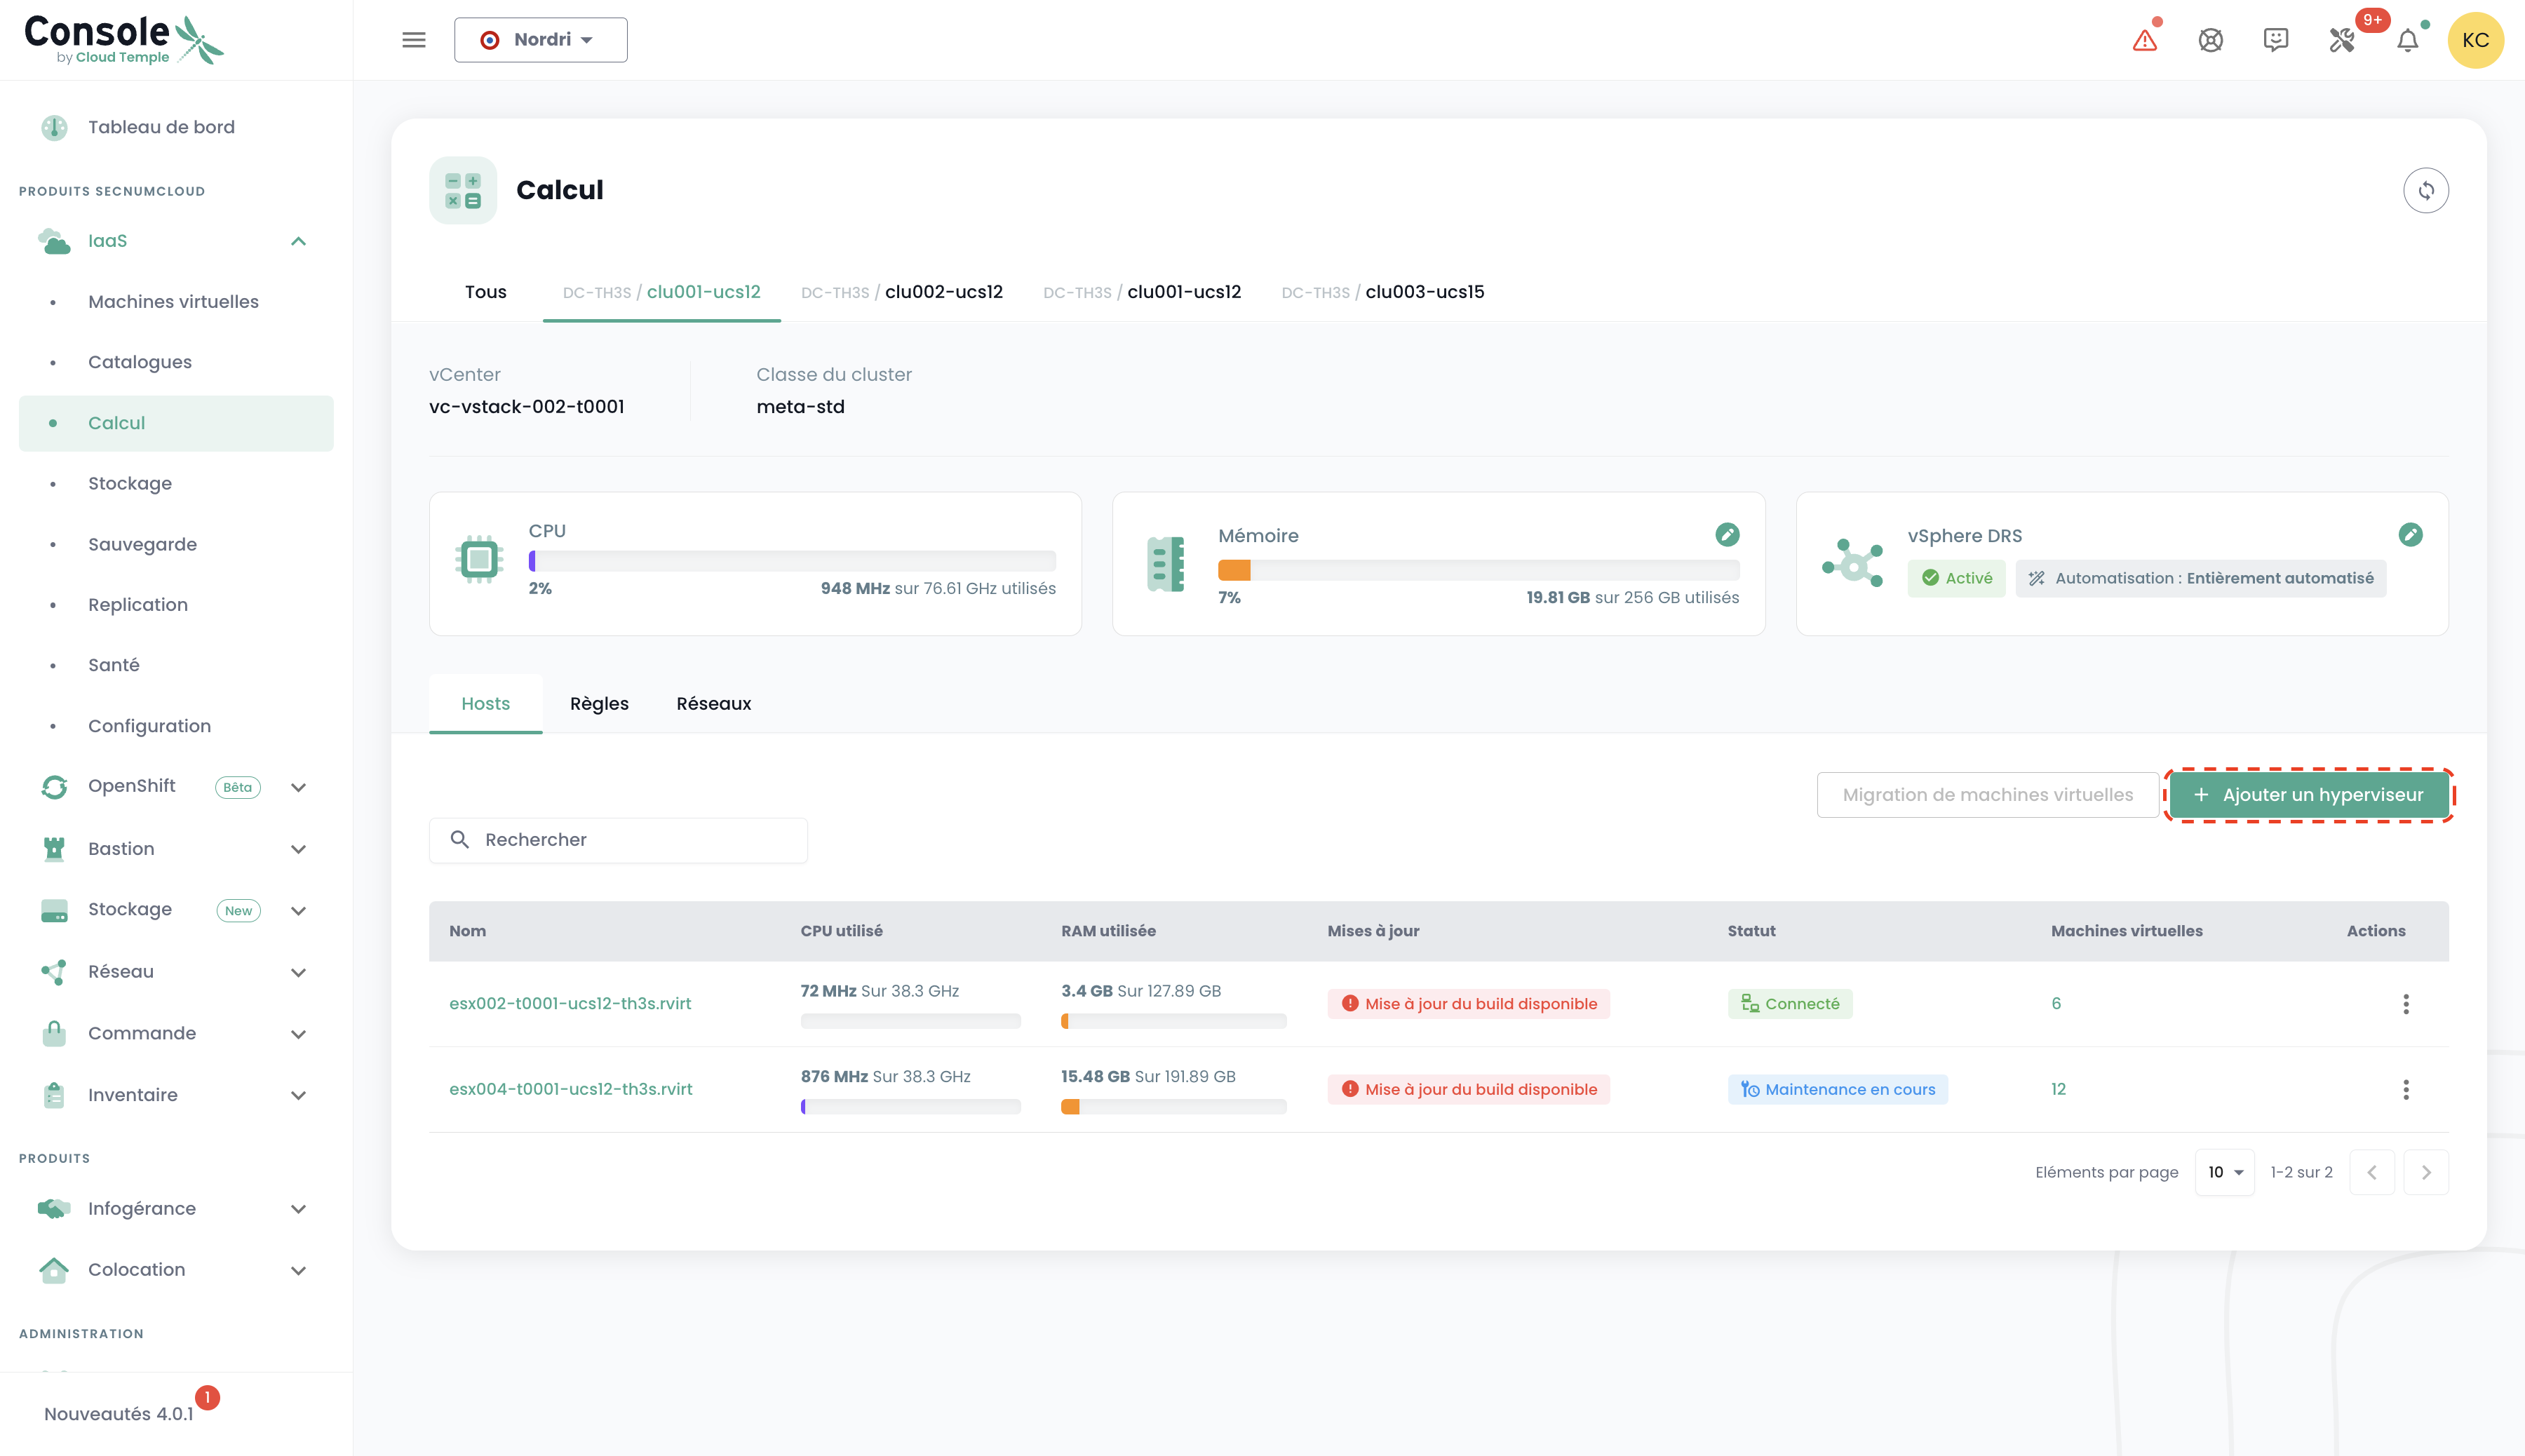 Console
by Cloud Temple
Nordri
9+
KC
Tableau de bord
PRODUITS SECNUMCLOUD
IaaS
Machines virtuelles
Catalogues
Calcul
Stockage
Sauvegarde
Replication
Santé
Configuration
OpenShift Bêta
Bastion
Stockage New
Réseau
Commande
Inventaire
PRODUITS
Infogérance
Colocation
ADMINISTRATION
Nouveautés 4.0.1 1
Calcul
Tous DC-TH3S / clu001-ucs12 DC-TH3S / clu002-ucs12 DC-TH3S / clu001-ucs12 DC-TH3S / clu003-ucs15
vCenter
vc-vstack-002-t0001
Classe du cluster
meta-std
CPU
2% 948 MHz sur 76.61 GHz utilisés
Mémoire
7% 19.81 GB sur 256 GB utilisés
vSphere DRS
Activé Automatisation : Entièrement automatisé
Hosts Règles Réseaux
Migration de machines virtuelles + Ajouter un hyperviseur
Rechercher
Nom CPU utilisé RAM utilisée Mises à jour Statut Machines virtuelles Actions
esx002-t0001-ucs12-th3s.rvirt 72 MHz Sur 38.3 GHz 3.4 GB Sur 127.89 GB Mise à jour du build disponible Connecté 6
esx004-t0001-ucs12-th3s.rvirt 876 MHz Sur 38.3 GHz 15.48 GB Sur 191.89 GB Mise à jour du build disponible Maintenance en cours 12
Eléments par page 10 1-2 sur 2